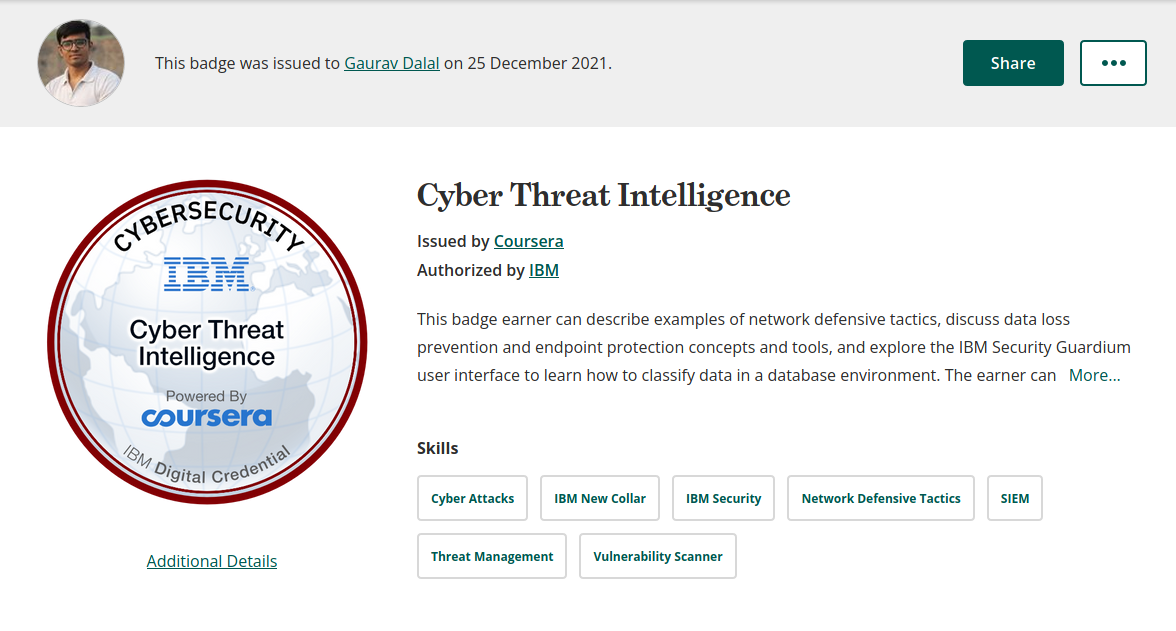 This badge was issued to Gaurav Dalal on 25 December 2021.
Share
•••
CYBERSECURITY
IBM®
Cyber Threat
Intelligence
Powered By
coursera
IBM Digital Credential
Additional Details
Cyber Threat Intelligence
Issued by Coursera
Authorized by IBM
This badge earner can describe examples of network defensive tactics, discuss data loss
prevention and endpoint protection concepts and tools, and explore the IBM Security Guardium
user interface to learn how to classify data in a database environment. The earner can More...
Skills
Cyber Attacks IBM New Collar IBM Security Network Defensive Tactics SIEM
Threat Management Vulnerability Scanner